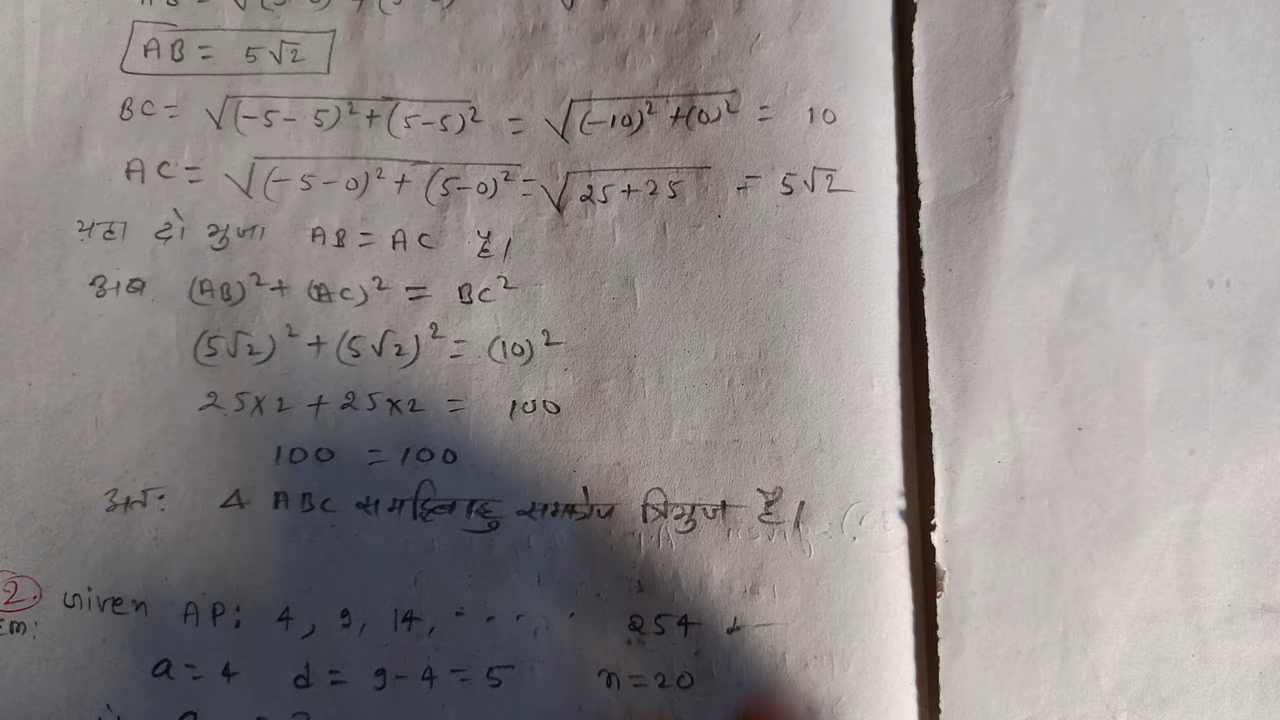 AB = 5√2
BC = √(-5-5)²+(5-5)² = √(-10)²+(0)² = 10
AC = √(-5-0)²+(5-0)² = √25+25 = 5√2
यहा दो भुजा AB = AC है।
अब (AB)²+(AC)² = BC²
(5√2)²+(5√2)² = (10)²
25×2+25×2 = 100
100 = 100
अतः △ ABC समद्विबाहु समकोण त्रिभुज है।
2. Given AP: 4, 9, 14, ..... 254
a = 4 d = 9-4 = 5 n = 20